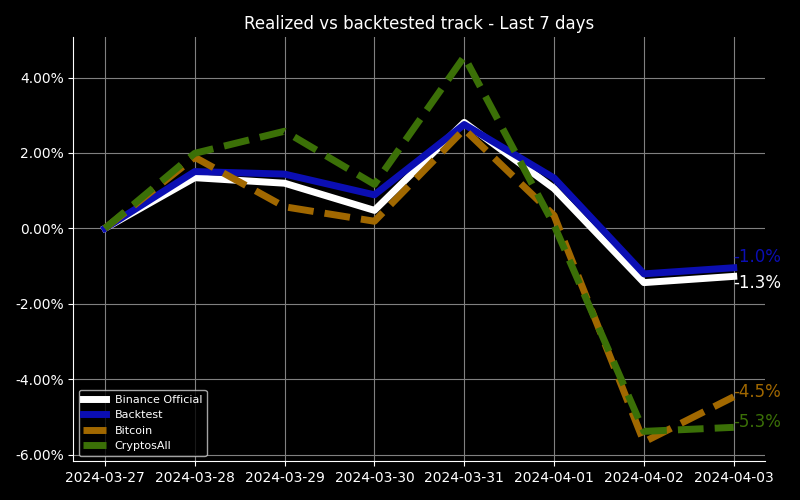 Realized vs backtested track - Last 7 days
4.00%
2.00%
0.00%
-2.00%
-4.00%
-6.00%
-1.0%
-1.3%
-4.5%
-5.3%
Binance Official
Backtest
Bitcoin
CryptosAll
2024-03-27 2024-03-28 2024-03-29 2024-03-30 2024-03-31 2024-04-01 2024-04-02 2024-04-03